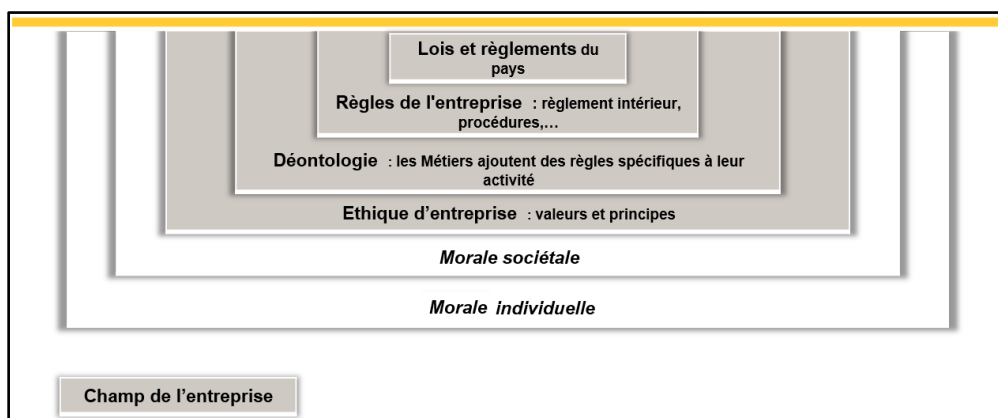 Lois et règlements du
pays
Règles de l'entreprise : règlement intérieur,
procédures,...
Déontologie : les Métiers ajoutent des règles spécifiques à leur
activité
Ethique d’entreprise : valeurs et principes
Morale sociétale
Morale individuelle
Champ de l’entreprise